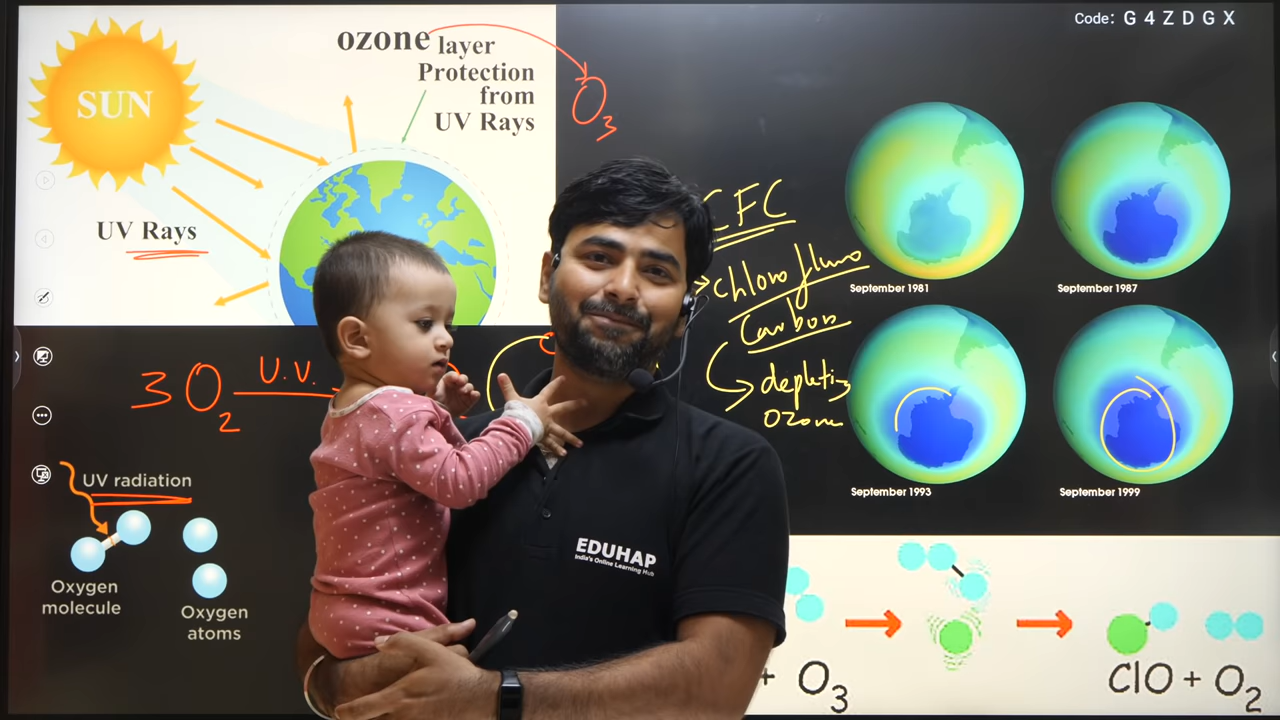 Code: G 4 Z D G X
ozone layer
Protection
from
UV Rays
O3
SUN
UV Rays
CFC
chloro fluro
Carbon
depleting
Ozone
September 1981
September 1987
September 1993
September 1999
3 O2 U.V.
UV radiation
Oxygen
molecule
Oxygen
atoms
EDUHAP
India's Online Learning Hub
+ O3
ClO + O2